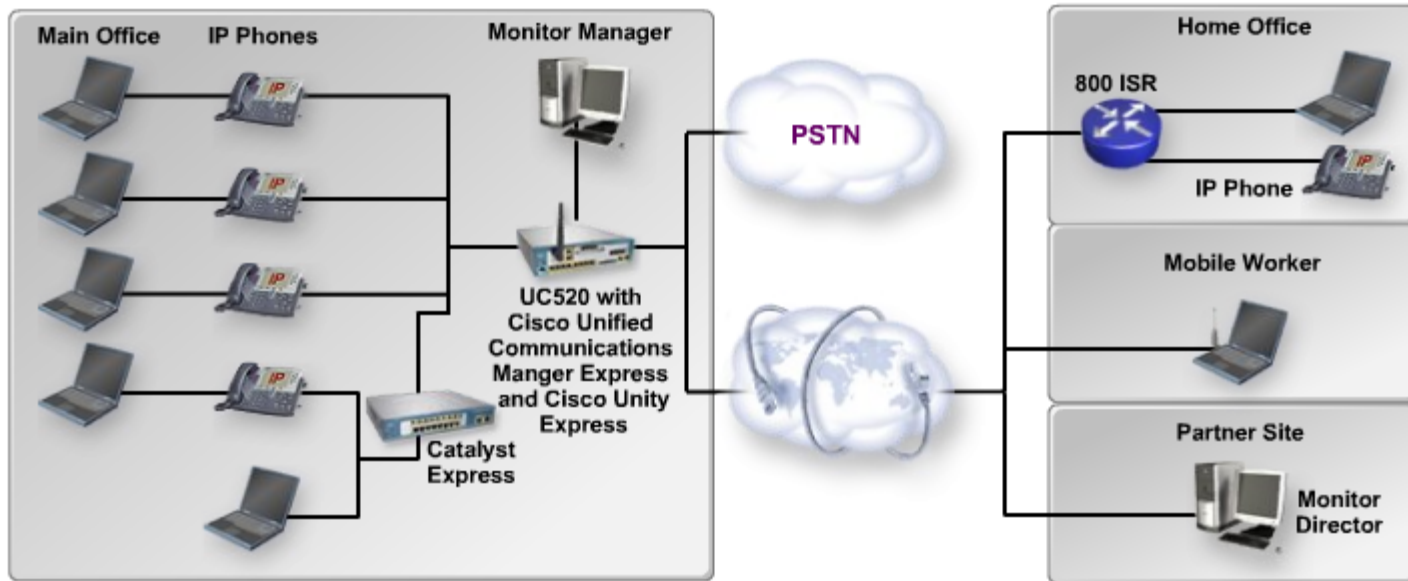 Main Office
IP Phones
Monitor Manager
IP
IP
IP
IP
UC520 with
Cisco Unified
Communications
Manger Express
and Cisco Unity
Express
Catalyst
Express
PSTN
Home Office
800 ISR
IP
IP Phone
Mobile Worker
Partner Site
Monitor
Director